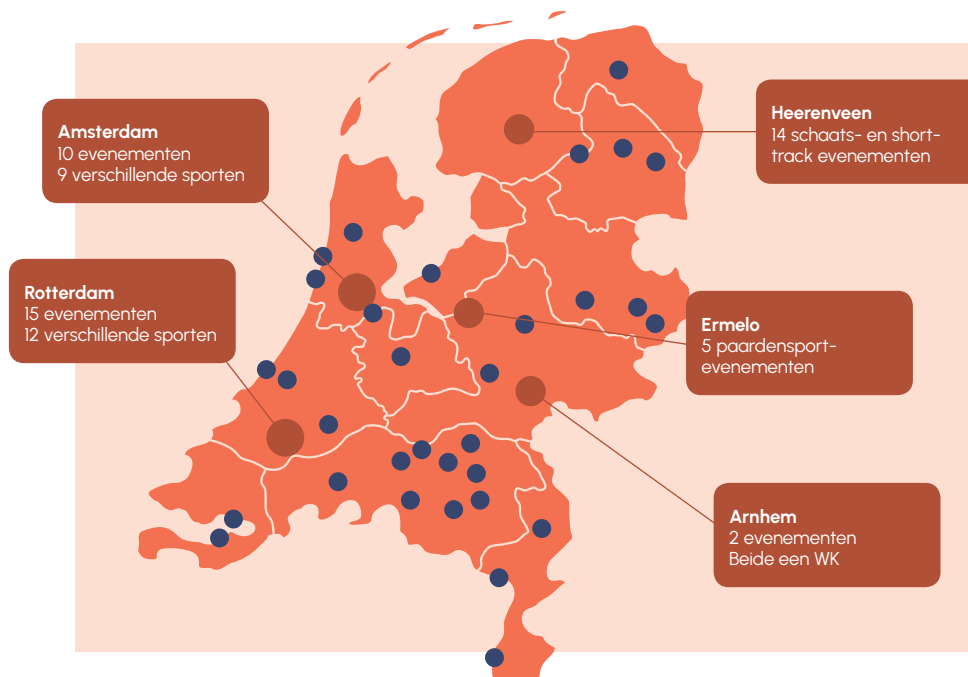 Amsterdam
10 evenementen
9 verschillende sporten
Heerenveen
14 schaats- en short-
track evenementen
Rotterdam
15 evenementen
12 verschillende sporten
Ermelo
5 paardensport-
evenementen
Arnhem
2 evenementen
Beide een WK